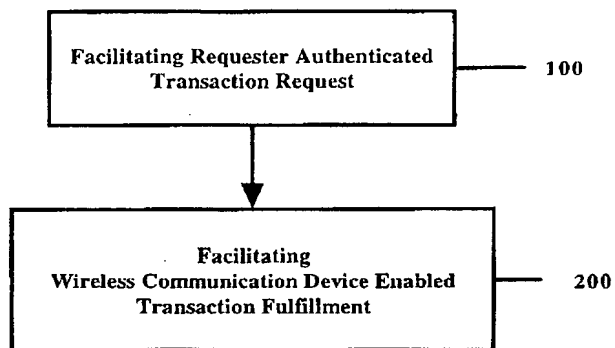 Facilitating Requester Authenticated
Transaction Request
100
Facilitating
Wireless Communication Device Enabled
Transaction Fulfillment
200